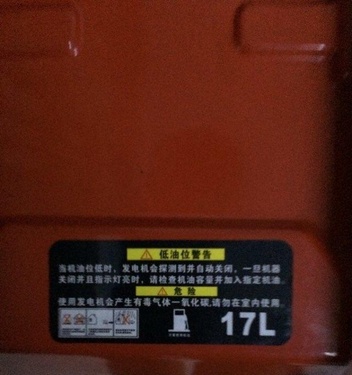 低油位警告
当机油位低时，发电机会探测到并自动关闭，一旦机器
关闭并且指示灯亮时，请检查机油容量并加入指定机油。
危险
使用发电机会产生有毒气体一氧化碳，请勿在室内使用。
17L